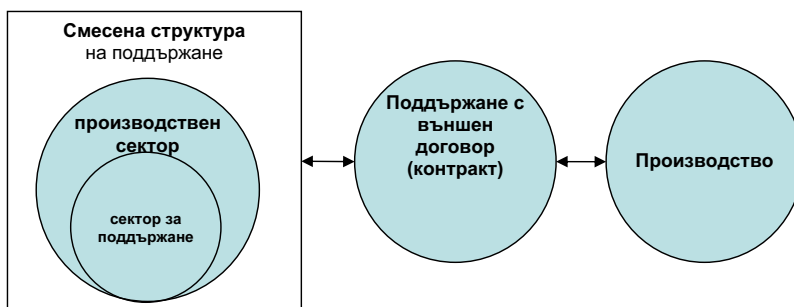 Смесена структура
на поддържане
производствен
сектор
сектор за
поддържане
Поддържане с
външен
договор
(контракт)
Производство